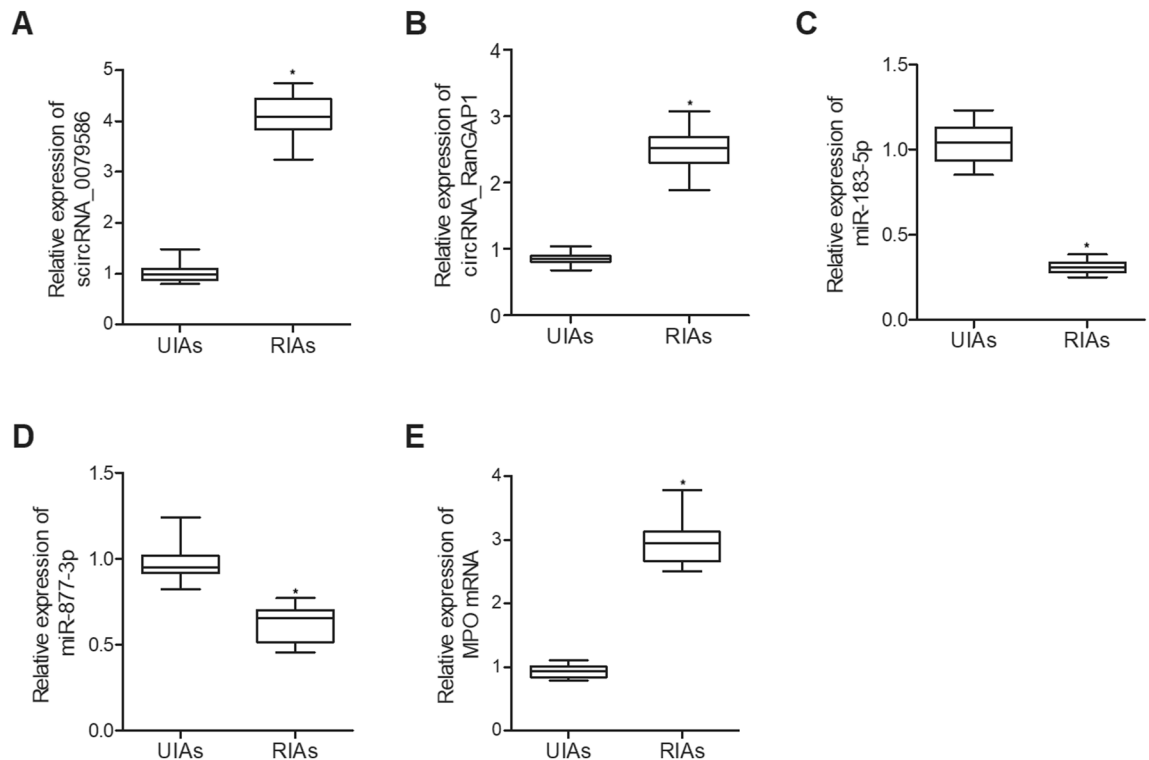 A
Relative expression of
scircRNA_0079586
5
4
3
2
1
0
*
UIAs
RIAs
B
Relative expression of
circRNA_RanGAP1
4
3
2
1
0
*
UIAs
RIAs
C
Relative expression of
miR-183-5p
1.5
1.0
0.5
0.0
*
UIAs
RIAs
D
Relative expression of
miR-877-3p
1.5
1.0
0.5
0.0
*
UIAs
RIAs
E
Relative expression of
MPO mRNA
4
3
2
1
0
*
UIAs
RIAs